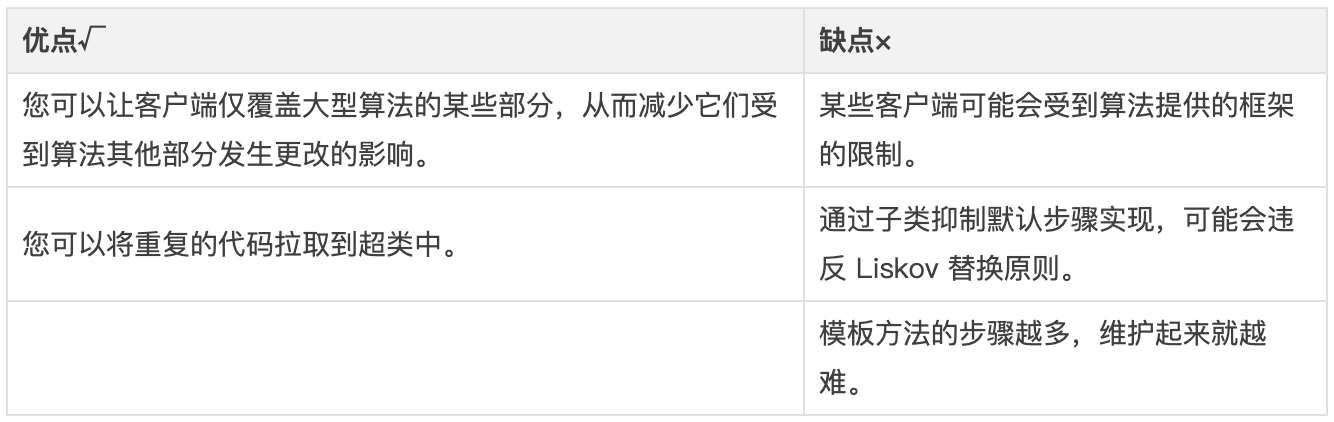 优点√
缺点×
您可以让客户端仅覆盖大型算法的某些部分，从而减少它们受
到算法其他部分发生更改的影响。
某些客户端可能会受到算法提供的框架
的限制。
您可以将重复的代码拉取到超类中。
通过子类抑制默认步骤实现，可能会违
反 Liskov 替换原则。
模板方法的步骤越多，维护起来就越
难。